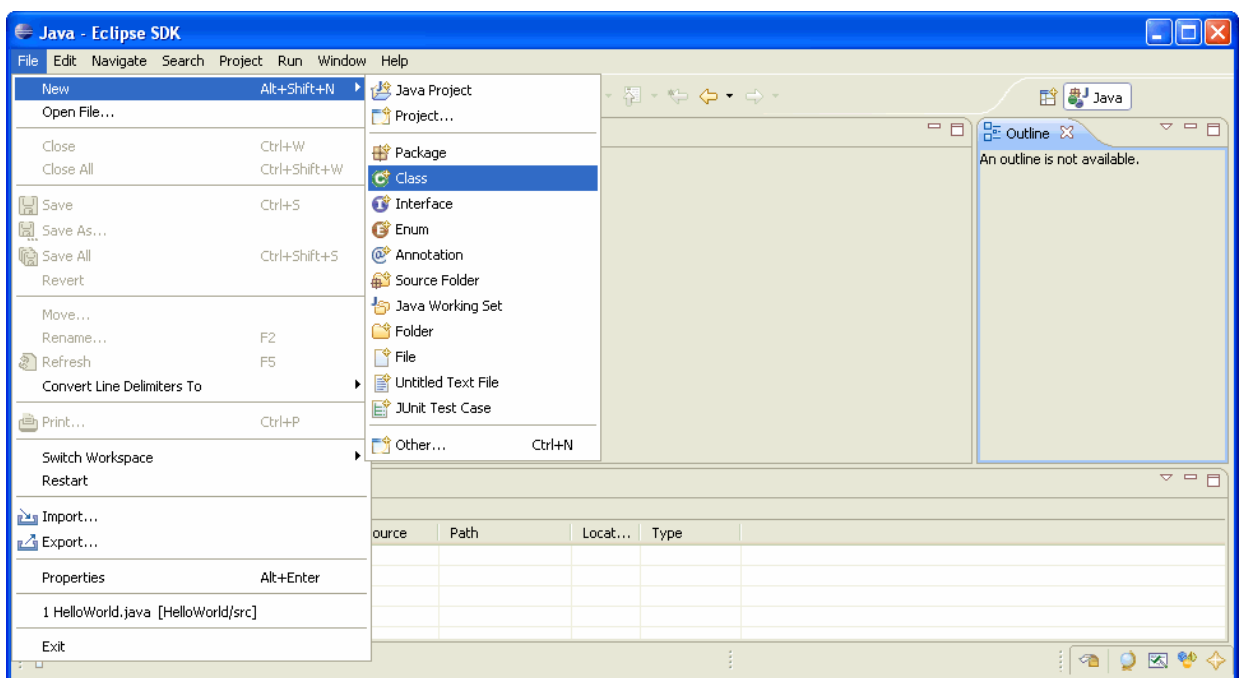 Java - Eclipse SDK
File Edit Navigate Search Project Run Window Help
New Alt+Shift+N
Open File...
Close Ctrl+W
Close All Ctrl+Shift+W
Save Ctrl+S
Save As...
Save All Ctrl+Shift+S
Revert
Move...
Rename... F2
Refresh F5
Convert Line Delimiters To
Print... Ctrl+P
Switch Workspace
Restart
Import...
Export...
Properties Alt+Enter
1 HelloWorld.java [HelloWorld/src]
Exit
Java Project
Project...
Package
Class
Interface
Enum
Annotation
Source Folder
Java Working Set
Folder
File
Untitled Text File
JUnit Test Case
Other... Ctrl+N
Java
Outline
An outline is not available.
ource Path Locat... Type